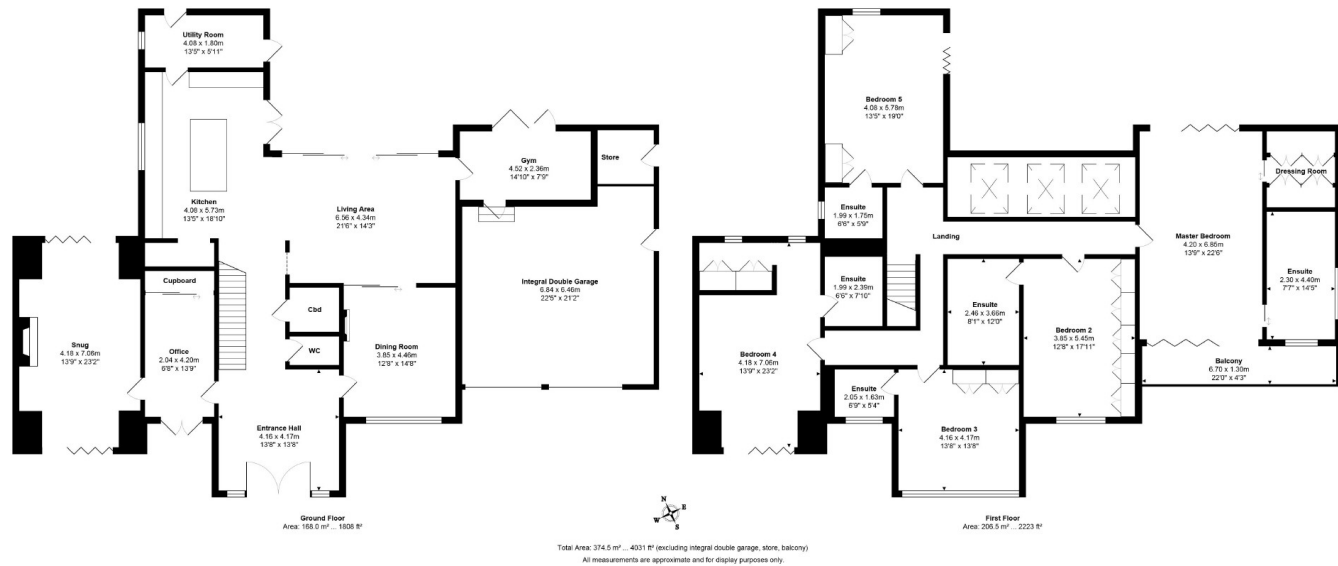 Utility Room
4.08 x 1.80m
13'5" x 5'11"
Kitchen
4.08 x 5.73m
13'5" x 18'10"
Living Area
6.56 x 4.34m
21'6" x 14'3"
Gym
4.52 x 2.36m
14'10" x 7'9"
Store
Integral Double Garage
6.84 x 6.46m
22'5" x 21'2"
Cupboard
Snug
4.18 x 7.06m
13'9" x 23'2"
Office
2.04 x 4.20m
6'8" x 13'9"
Cbd
WC
Dining Room
3.85 x 4.46m
12'8" x 14'8"
Entrance Hall
4.16 x 4.17m
13'8" x 13'8"
Ground Floor
Area: 168.0 m² ... 1808 ft²
Bedroom 5
4.08 x 5.78m
13'5" x 19'0"
Ensuite
1.99 x 1.75m
6'6" x 5'9"
Landing
Dressing Room
Master Bedroom
4.20 x 6.86m
13'9" x 22'6"
Ensuite
2.30 x 4.40m
7'7" x 14'5"
Ensuite
1.99 x 2.39m
6'6" x 7'10"
Ensuite
2.46 x 3.66m
8'1" x 12'0"
Bedroom 2
3.85 x 5.45m
12'8" x 17'11"
Bedroom 4
4.18 x 7.06m
13'9" x 23'2"
Balcony
6.70 x 1.30m
22'0" x 4'3"
Ensuite
2.05 x 1.63m
6'9" x 5'4"
Bedroom 3
4.16 x 4.17m
13'8" x 13'8"
First Floor
Area: 206.5 m² ... 2223 ft²
N
E
S
W
Total Area: 374.5 m² ... 4031 ft² (excluding integral double garage, store, balcony)
All measurements are approximate and for display purposes only.